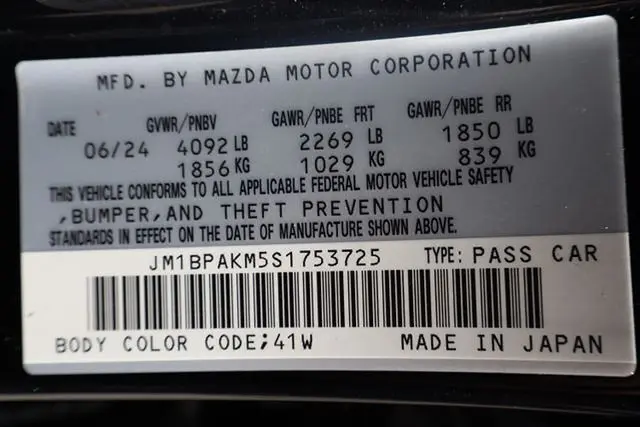 MFD. BY MAZDA MOTOR CORPORATION
DATE GVWR/PNBV GAWR/PNBE FRT GAWR/PNBE RR
06/24 4092 LB 2269 LB 1850 LB
1856 KG 1029 KG 839 KG
THIS VEHICLE CONFORMS TO ALL APPLICABLE FEDERAL MOTOR VEHICLE SAFETY
,BUMPER,AND THEFT PREVENTION
STANDARDS IN EFFECT ON THE DATE OF MANUFACTURE SHOWN ABOVE.
JM1BPAKM5S1753725 TYPE: PASS CAR
BODY COLOR CODE;41W MADE IN JAPAN